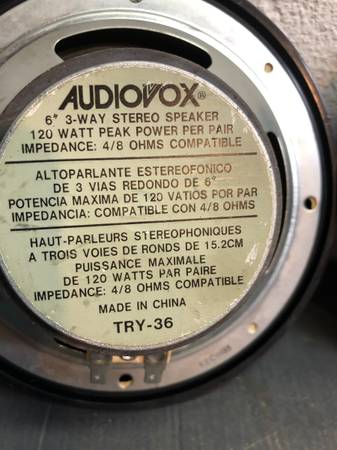 AUDIOVOX®
6" 3-WAY STEREO SPEAKER
120 WATT PEAK POWER PER PAIR
IMPEDANCE: 4/8 OHMS COMPATIBLE
ALTOPARLANTE ESTEREOFONICO
DE 3 VIAS REDONDO DE 6"
POTENCIA MAXIMA DE 120 VATIOS POR PAR
IMPEDANCIA: COMPATIBLE CON 4/8 OHMS
HAUT-PARLEURS STEREOPHONIQUES
A TROIS VOIES DE RONDS DE 15.2CM
PUISSANCE MAXIMALE
DE 120 WATTS PAR PAIRE
IMPEDANCE: 4/8 OHMS COMPATIBLE
MADE IN CHINA
TRY-36